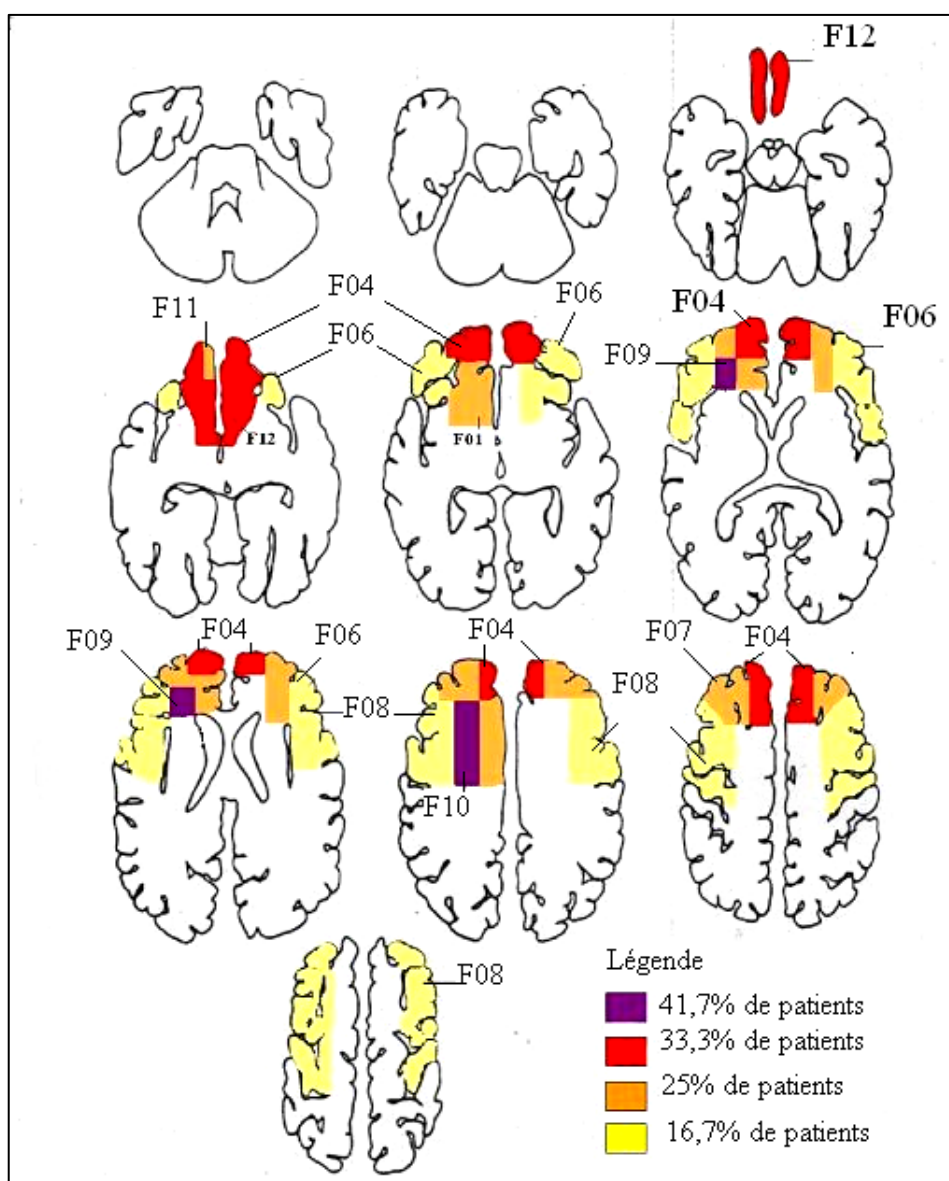 F12
F11
F04
F06
F06
F04
F06
F09
F12
F01
F09
F04
F06
F08
F04
F10
F07
F04
F08
F08
Légende
41,7% de patients
33,3% de patients
25% de patients
16,7% de patients